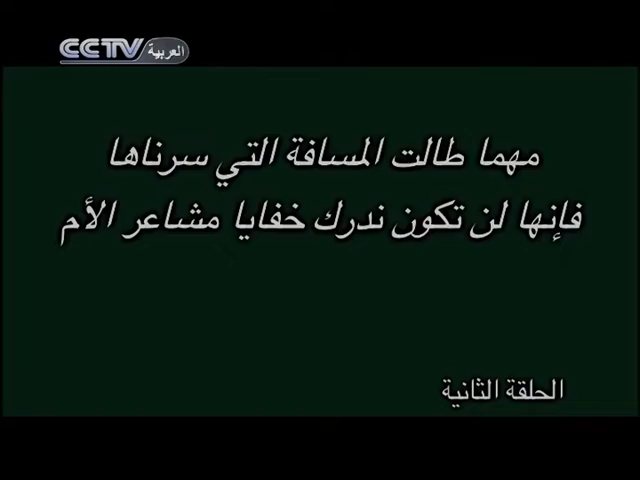 CCTV العربية
مهما طالت المسافة التي سرناها
فإنها لن تكون ندرك خفايا مشاعر الأم
الحلقة الثانية